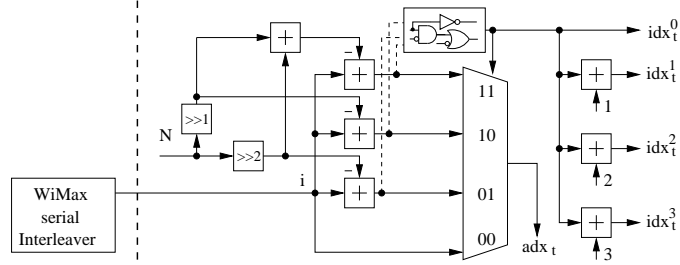 idx⁰ₜ
+
−
+
idx¹ₜ
+
11
1
>>1
−
N
+
10
idx²ₜ
+
>>2
2
−
WiMax
serial
Interleaver
i
+
01
idx³ₜ
+
00
adx ₜ
3